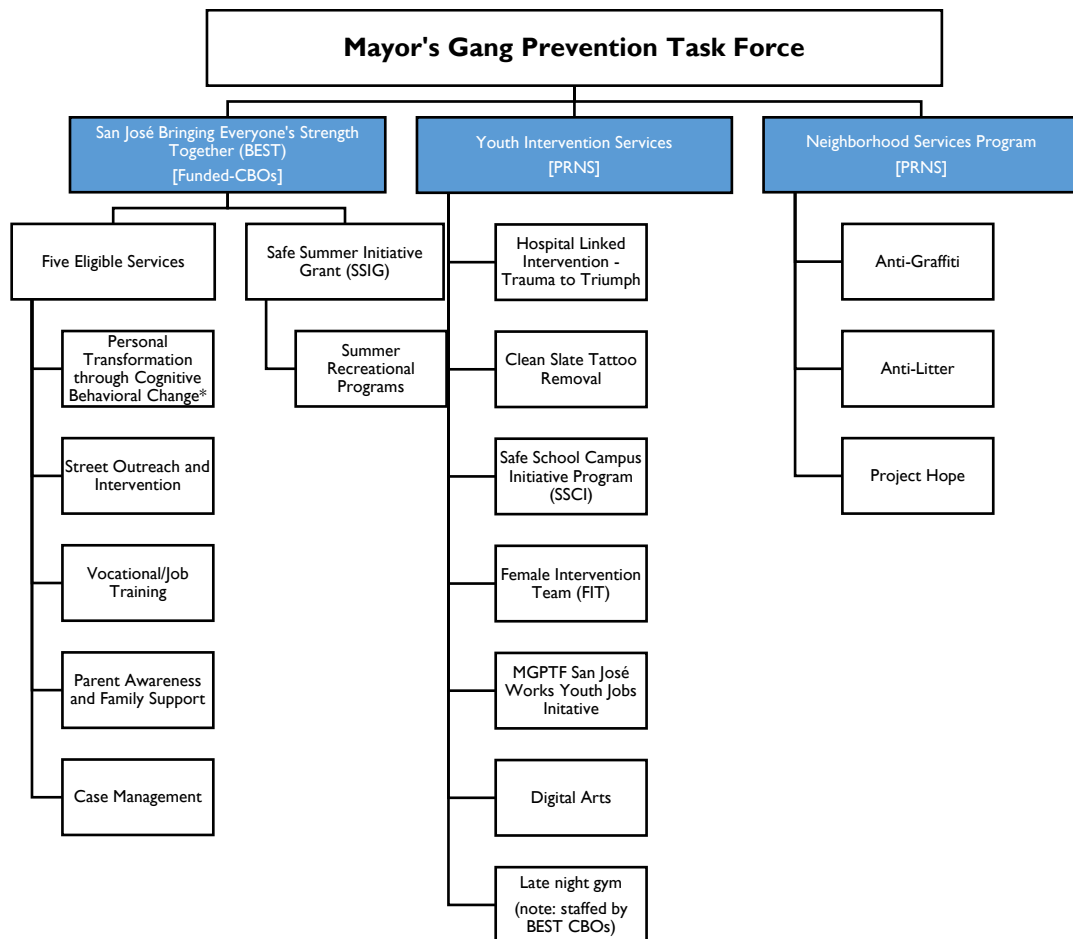 Mayor's Gang Prevention Task Force
San José Bringing Everyone's Strength
Together (BEST)
[Funded-CBOs]
Five Eligible Services
Personal
Transformation
through Cognitive
Behavioral Change*
Street Outreach and
Intervention
Vocational/Job
Training
Parent Awareness
and Family Support
Case Management
Safe Summer Initiative
Grant (SSIG)
Summer
Recreational
Programs
Youth Intervention Services
[PRNS]
Hospital Linked
Intervention -
Trauma to Triumph
Clean Slate Tattoo
Removal
Safe School Campus
Initiative Program
(SSCI)
Female Intervention
Team (FIT)
MGPTF San José
Works Youth Jobs
Initative
Digital Arts
Late night gym
(note: staffed by
BEST CBOs)
Neighborhood Services Program
[PRNS]
Anti-Graffiti
Anti-Litter
Project Hope